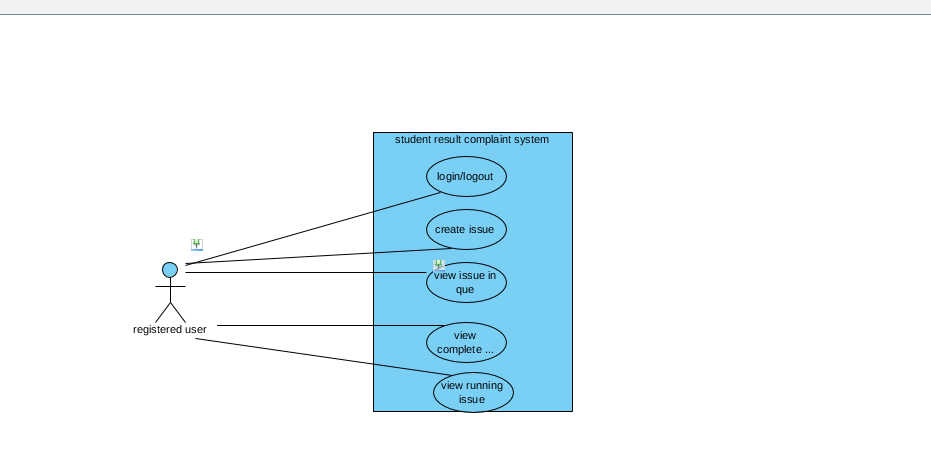 student result complaint system
login/logout
create issue
view issue in
que
view
complete ...
registered user
view running
issue